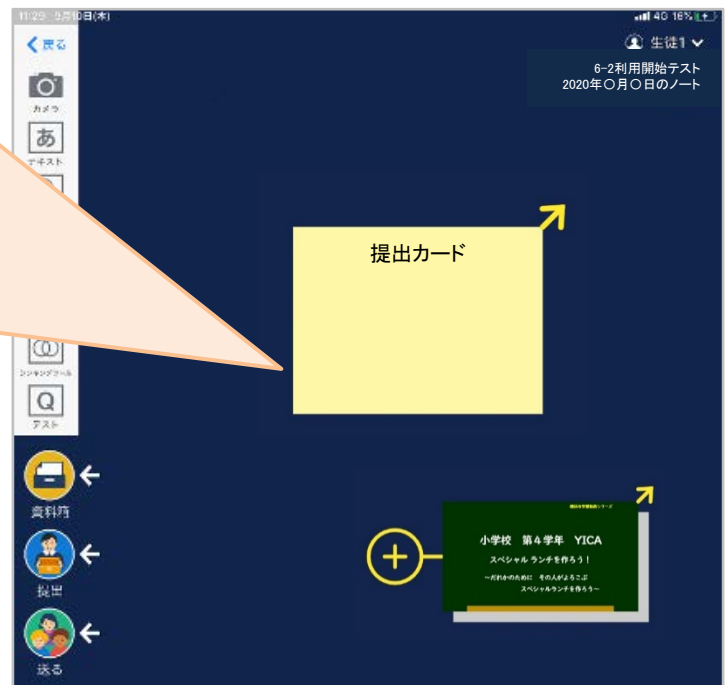 11:29 9月10日(木)
4G 16%
戻る
生徒1
6-2利用開始テスト
2020年〇月〇日のノート
カメラ
あ
テキスト
提出カード
シンキングツール
Q
テスト
資料箱
提出
送る
小学校 第4学年 YICA
スペシャル ランチを作ろう!
~だれかのために その人がよろこぶ
スペシャルランチを作ろう~